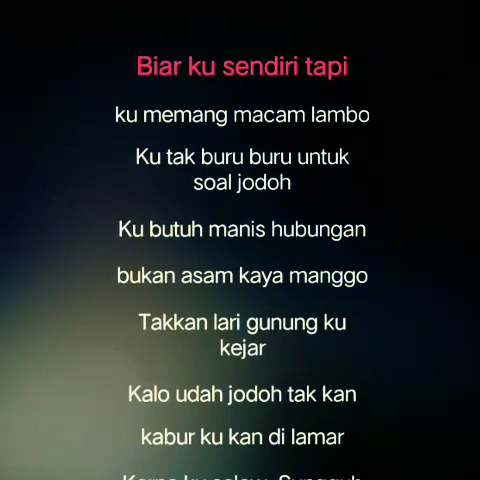 Biar ku sendiri tapi
ku memang macam lambo
Ku tak buru buru untuk
soal jodoh
Ku butuh manis hubungan
bukan asam kaya manggo
Takkan lari gunung ku
kejar
Kalo udah jodoh tak kan
kabur ku kan di lamar